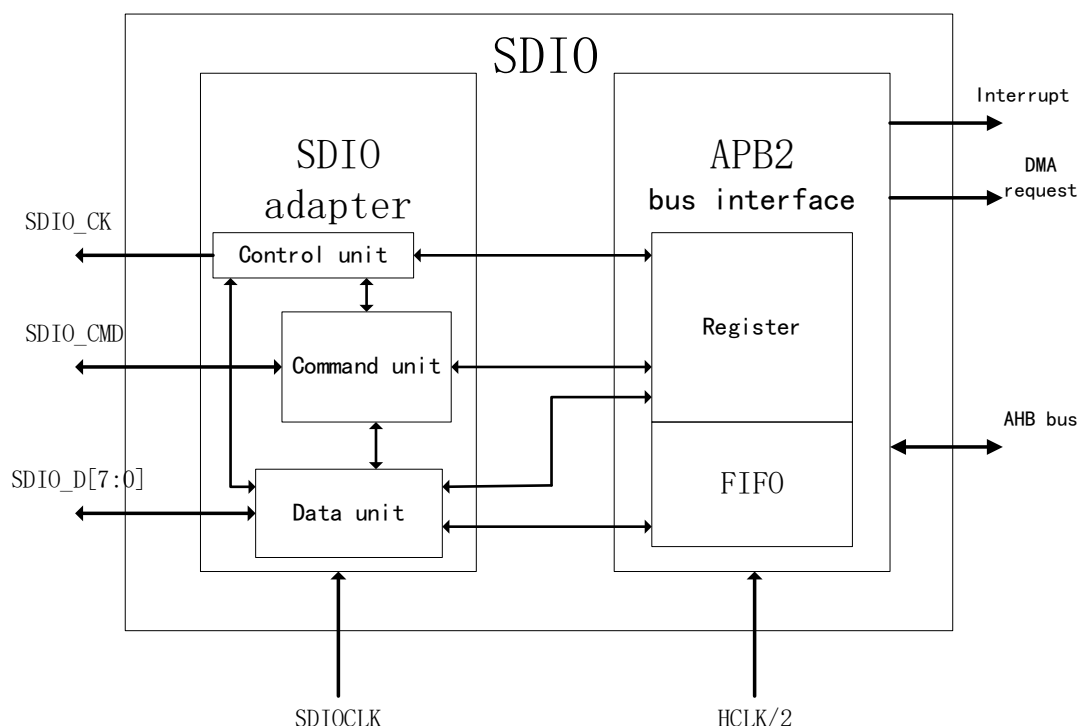 SDIO
Interrupt
SDIO
adapter
APB2
bus interface
DMA
request
SDIO_CK
Control unit
SDIO_CMD
Command unit
Register
AHB bus
SDIO_D[7:0]
Data unit
FIFO
SDIOCLK
HCLK/2